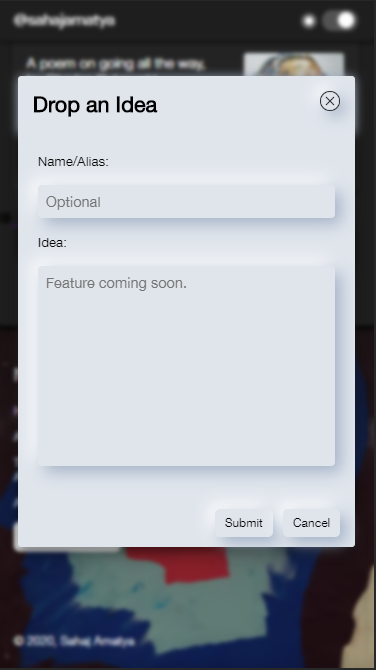 @sahajamatya
A poem on going all the way,
Drop an Idea
Name/Alias:
Optional
Idea:
Feature coming soon.
Submit
Cancel
© 2020, Sahaj Amatya